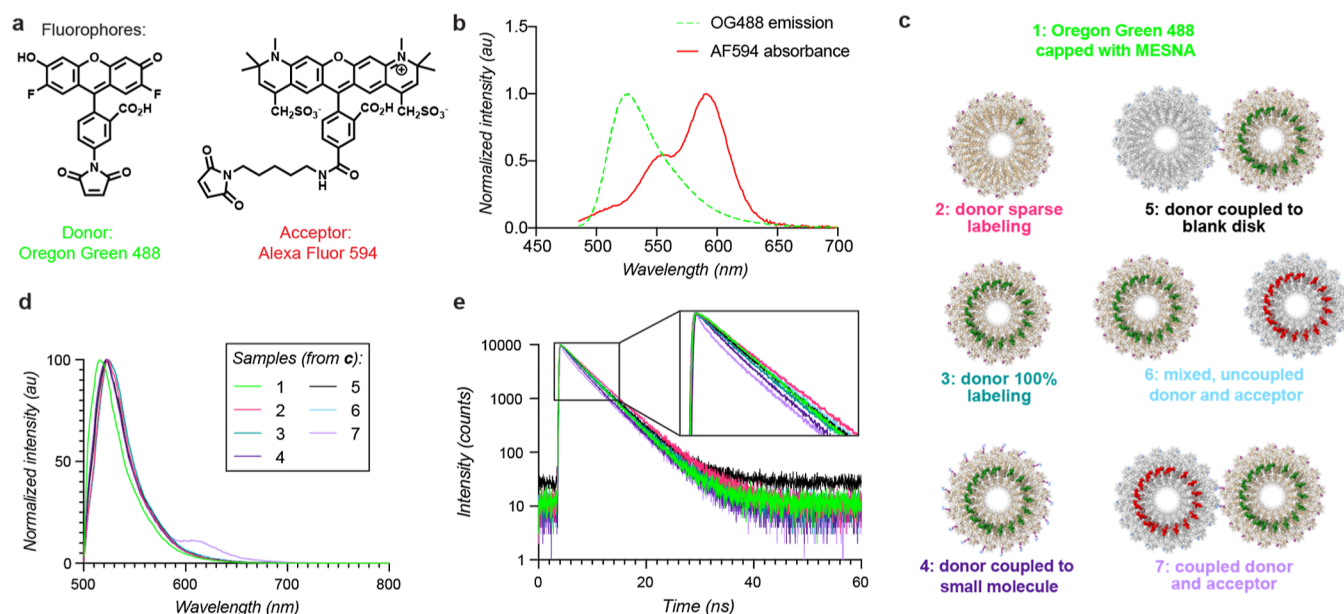 a
Fluorophores:
HO
O
O
F
F
CO₂H
O
N
O
Donor:
Oregon Green 488
N
O
N
+
CH₂SO₃⁻
CO₂H
CH₂SO₃⁻
O
N
O
N
H
O
Acceptor:
Alexa Fluor 594
b
OG488 emission
AF594 absorbance
Normalized intensity (au)
1.5
1.0
0.5
0.0
450 500 550 600 650 700
Wavelength (nm)
c
1: Oregon Green 488
capped with MESNA
2: donor sparse
labeling
5: donor coupled to
blank disk
3: donor 100%
labeling
6: mixed, uncoupled
donor and acceptor
4: donor coupled to
small molecule
7: coupled donor
and acceptor
d
Normalized intensity (au)
100
50
0
500 600 700 800
Wavelength (nm)
Samples (from c):
1 5
2 6
3 7
4
e
Intensity (counts)
10000
1000
100
10
1
0 20 40 60
Time (ns)